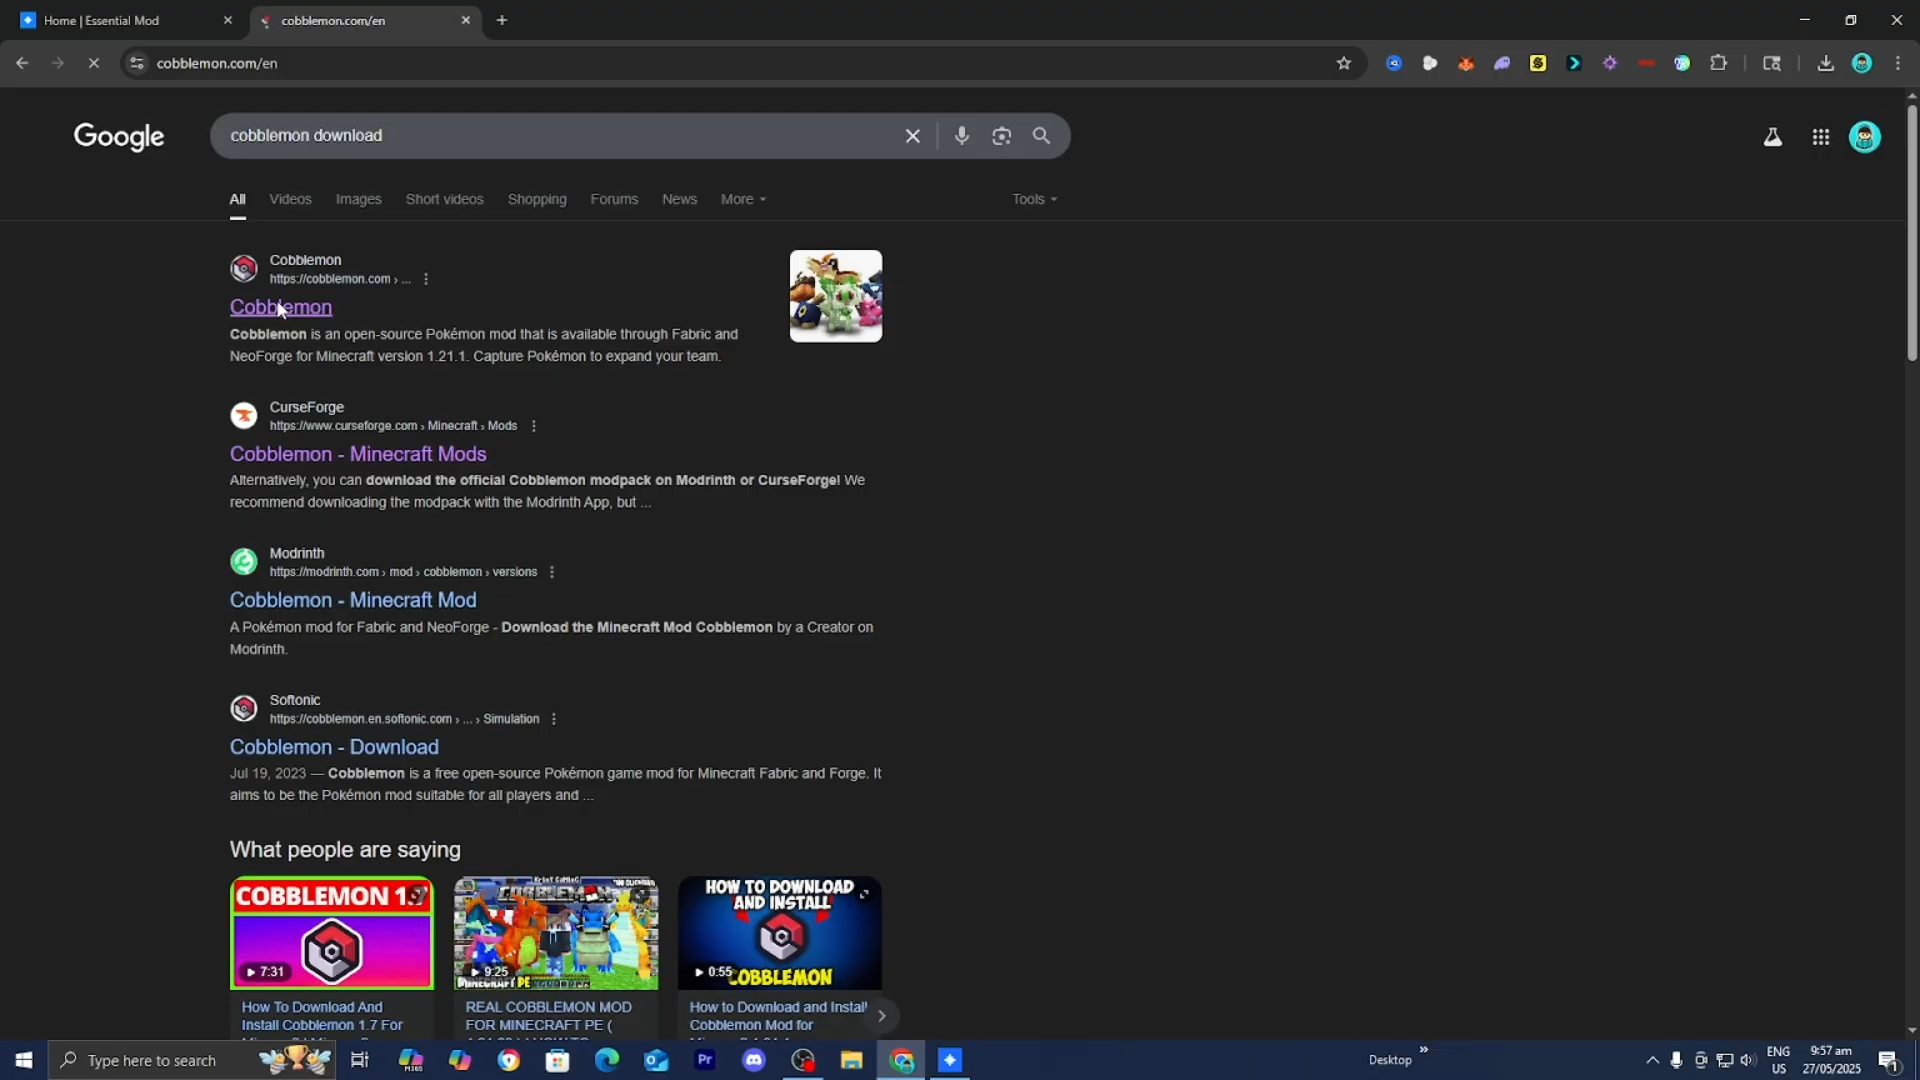 Home | Essential Mod
cobblemon.com/en
cobblemon.com/en
Google
cobblemon download
All
Videos
Images
Short videos
Shopping
Forums
News
More
Tools
Cobblemon
https://cobblemon.com › ...
Cobblemon
Cobblemon is an open-source Pokémon mod that is available through Fabric and
NeoForge for Minecraft version 1.21.1. Capture Pokémon to expand your team.
CurseForge
https://www.curseforge.com › Minecraft › Mods
Cobblemon - Minecraft Mods
Alternatively, you can download the official Cobblemon modpack on Modrinth or CurseForge! We
recommend downloading the modpack with the Modrinth App, but ...
Modrinth
https://modrinth.com › mod › cobblemon › versions
Cobblemon - Minecraft Mod
A Pokémon mod for Fabric and NeoForge - Download the Minecraft Mod Cobblemon by a Creator on
Modrinth.
Softonic
https://cobblemon.en.softonic.com › ... › Simulation
Cobblemon - Download
Jul 19, 2023 — Cobblemon is a free open-source Pokémon game mod for Minecraft Fabric and Forge. It
aims to be the Pokémon mod suitable for all players and ...
What people are saying
COBBLEMON 1.
7:31
How To Download And
Install Cobblemon 1.7 For
COBBLEMON
9:25
MINECRAFT PE
REAL COBBLEMON MOD
FOR MINECRAFT PE (
HOW TO DOWNLOAD
AND INSTALL
0:55
COBBLEMON
How to Download and Install
Cobblemon Mod for
Type here to search
Desktop
ENG
US
9:57 am
27/05/2025
1